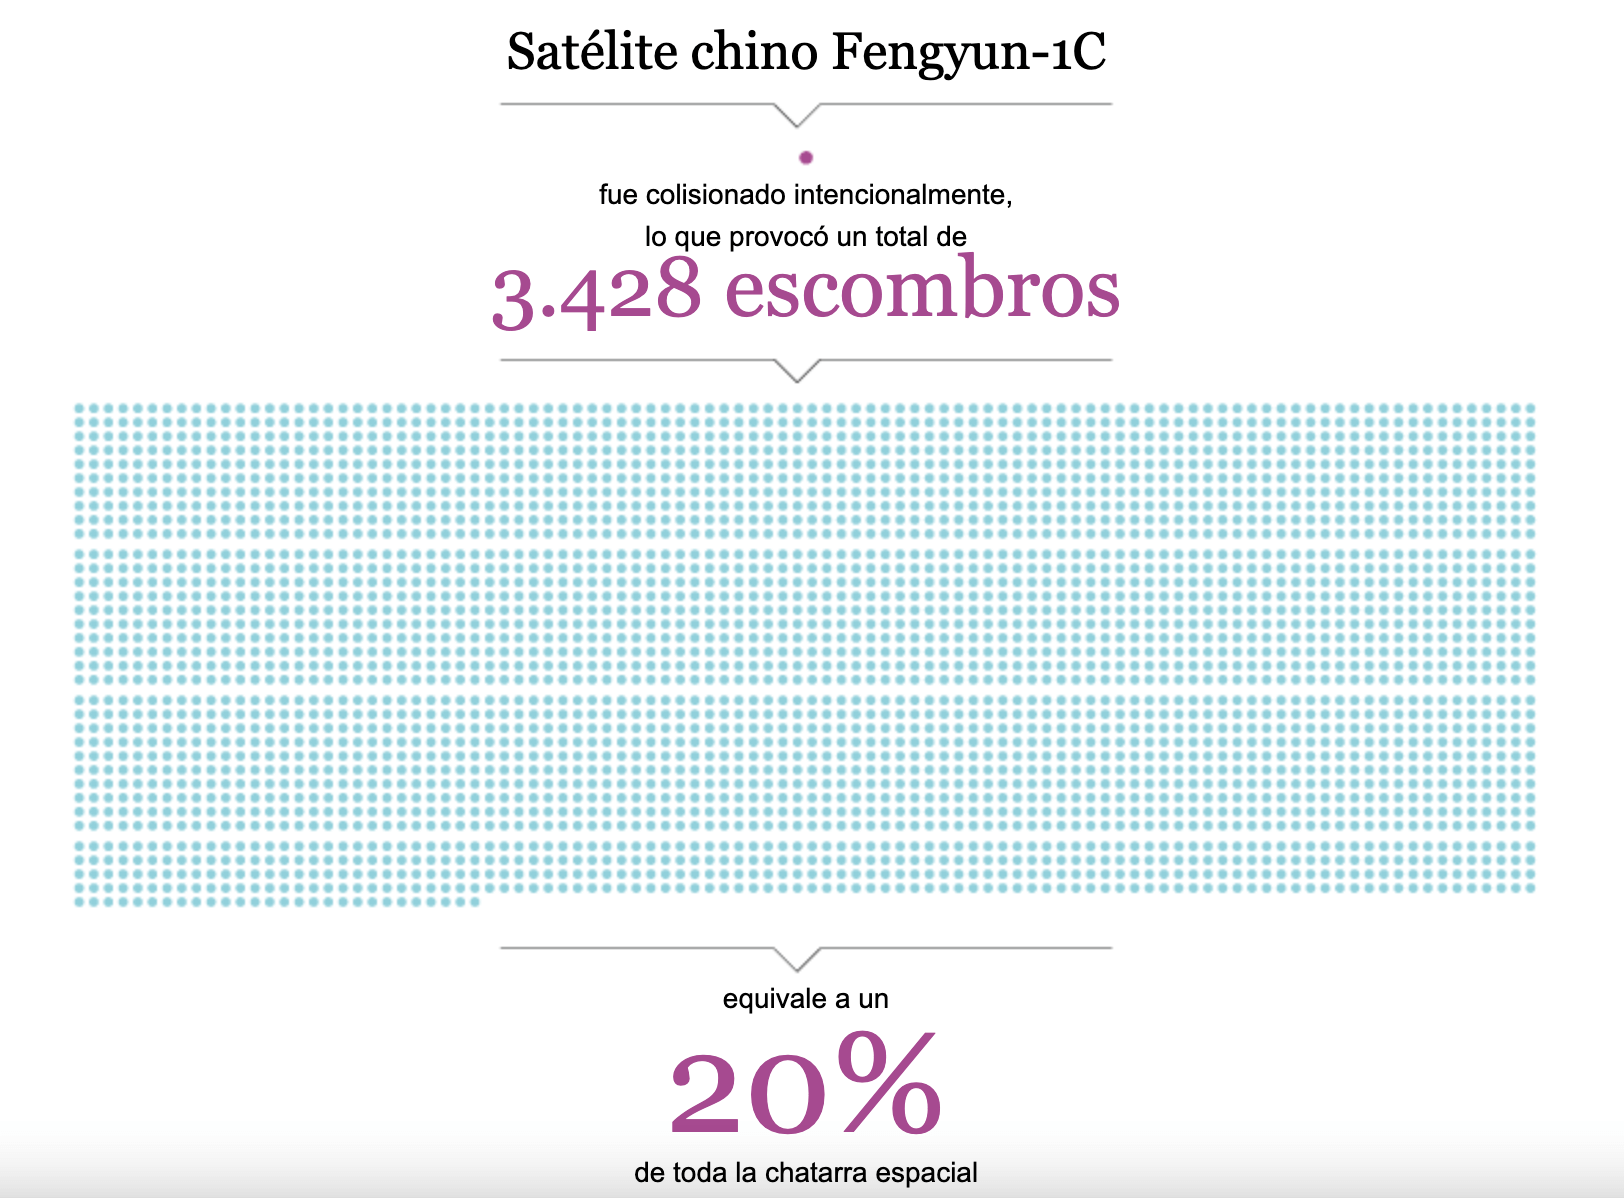 Satélite chino Fengyun-1C
fue colisionado intencionalmente,
lo que provocó un total de
3.428 escombros
equivale a un
20%
de toda la chatarra espacial